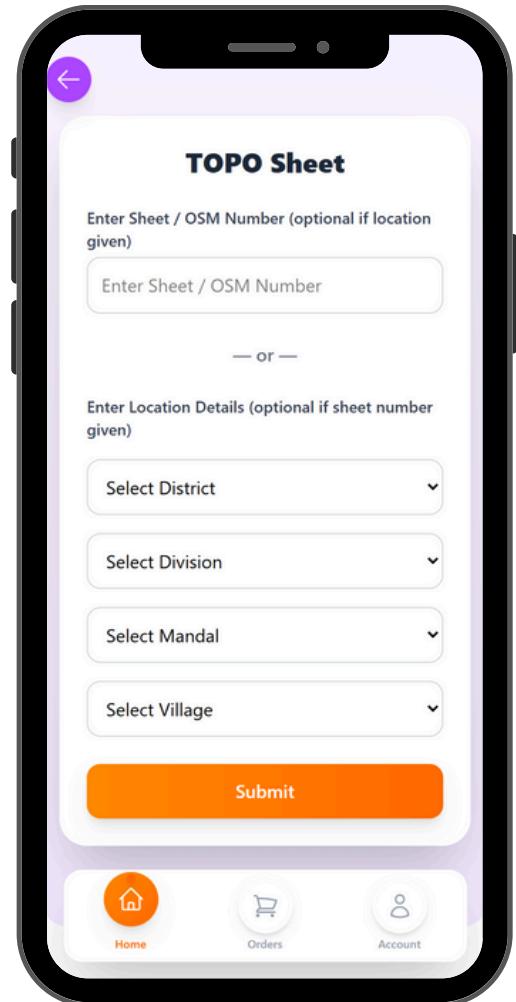 TOPO Sheet
Enter Sheet / OSM Number (optional if location
given)
Enter Sheet / OSM Number
— or —
Enter Location Details (optional if sheet number
given)
Select District
Select Division
Select Mandal
Select Village
Submit
Home
Orders
Account